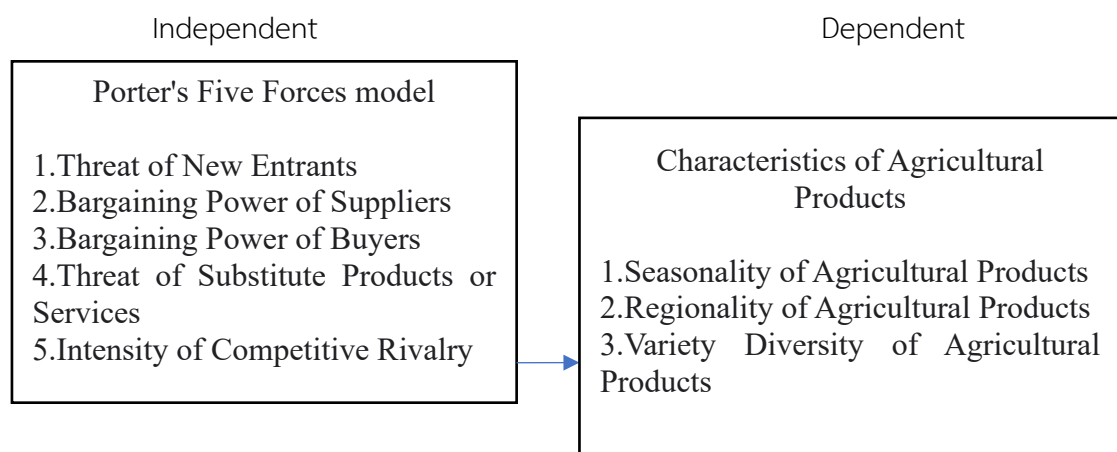 Independent
Dependent
Porter's Five Forces model
1.Threat of New Entrants
2.Bargaining Power of Suppliers
3.Bargaining Power of Buyers
4.Threat of Substitute Products or
Services
5.Intensity of Competitive Rivalry
Characteristics of Agricultural
Products
1.Seasonality of Agricultural Products
2.Regionality of Agricultural Products
3.Variety Diversity of Agricultural
Products